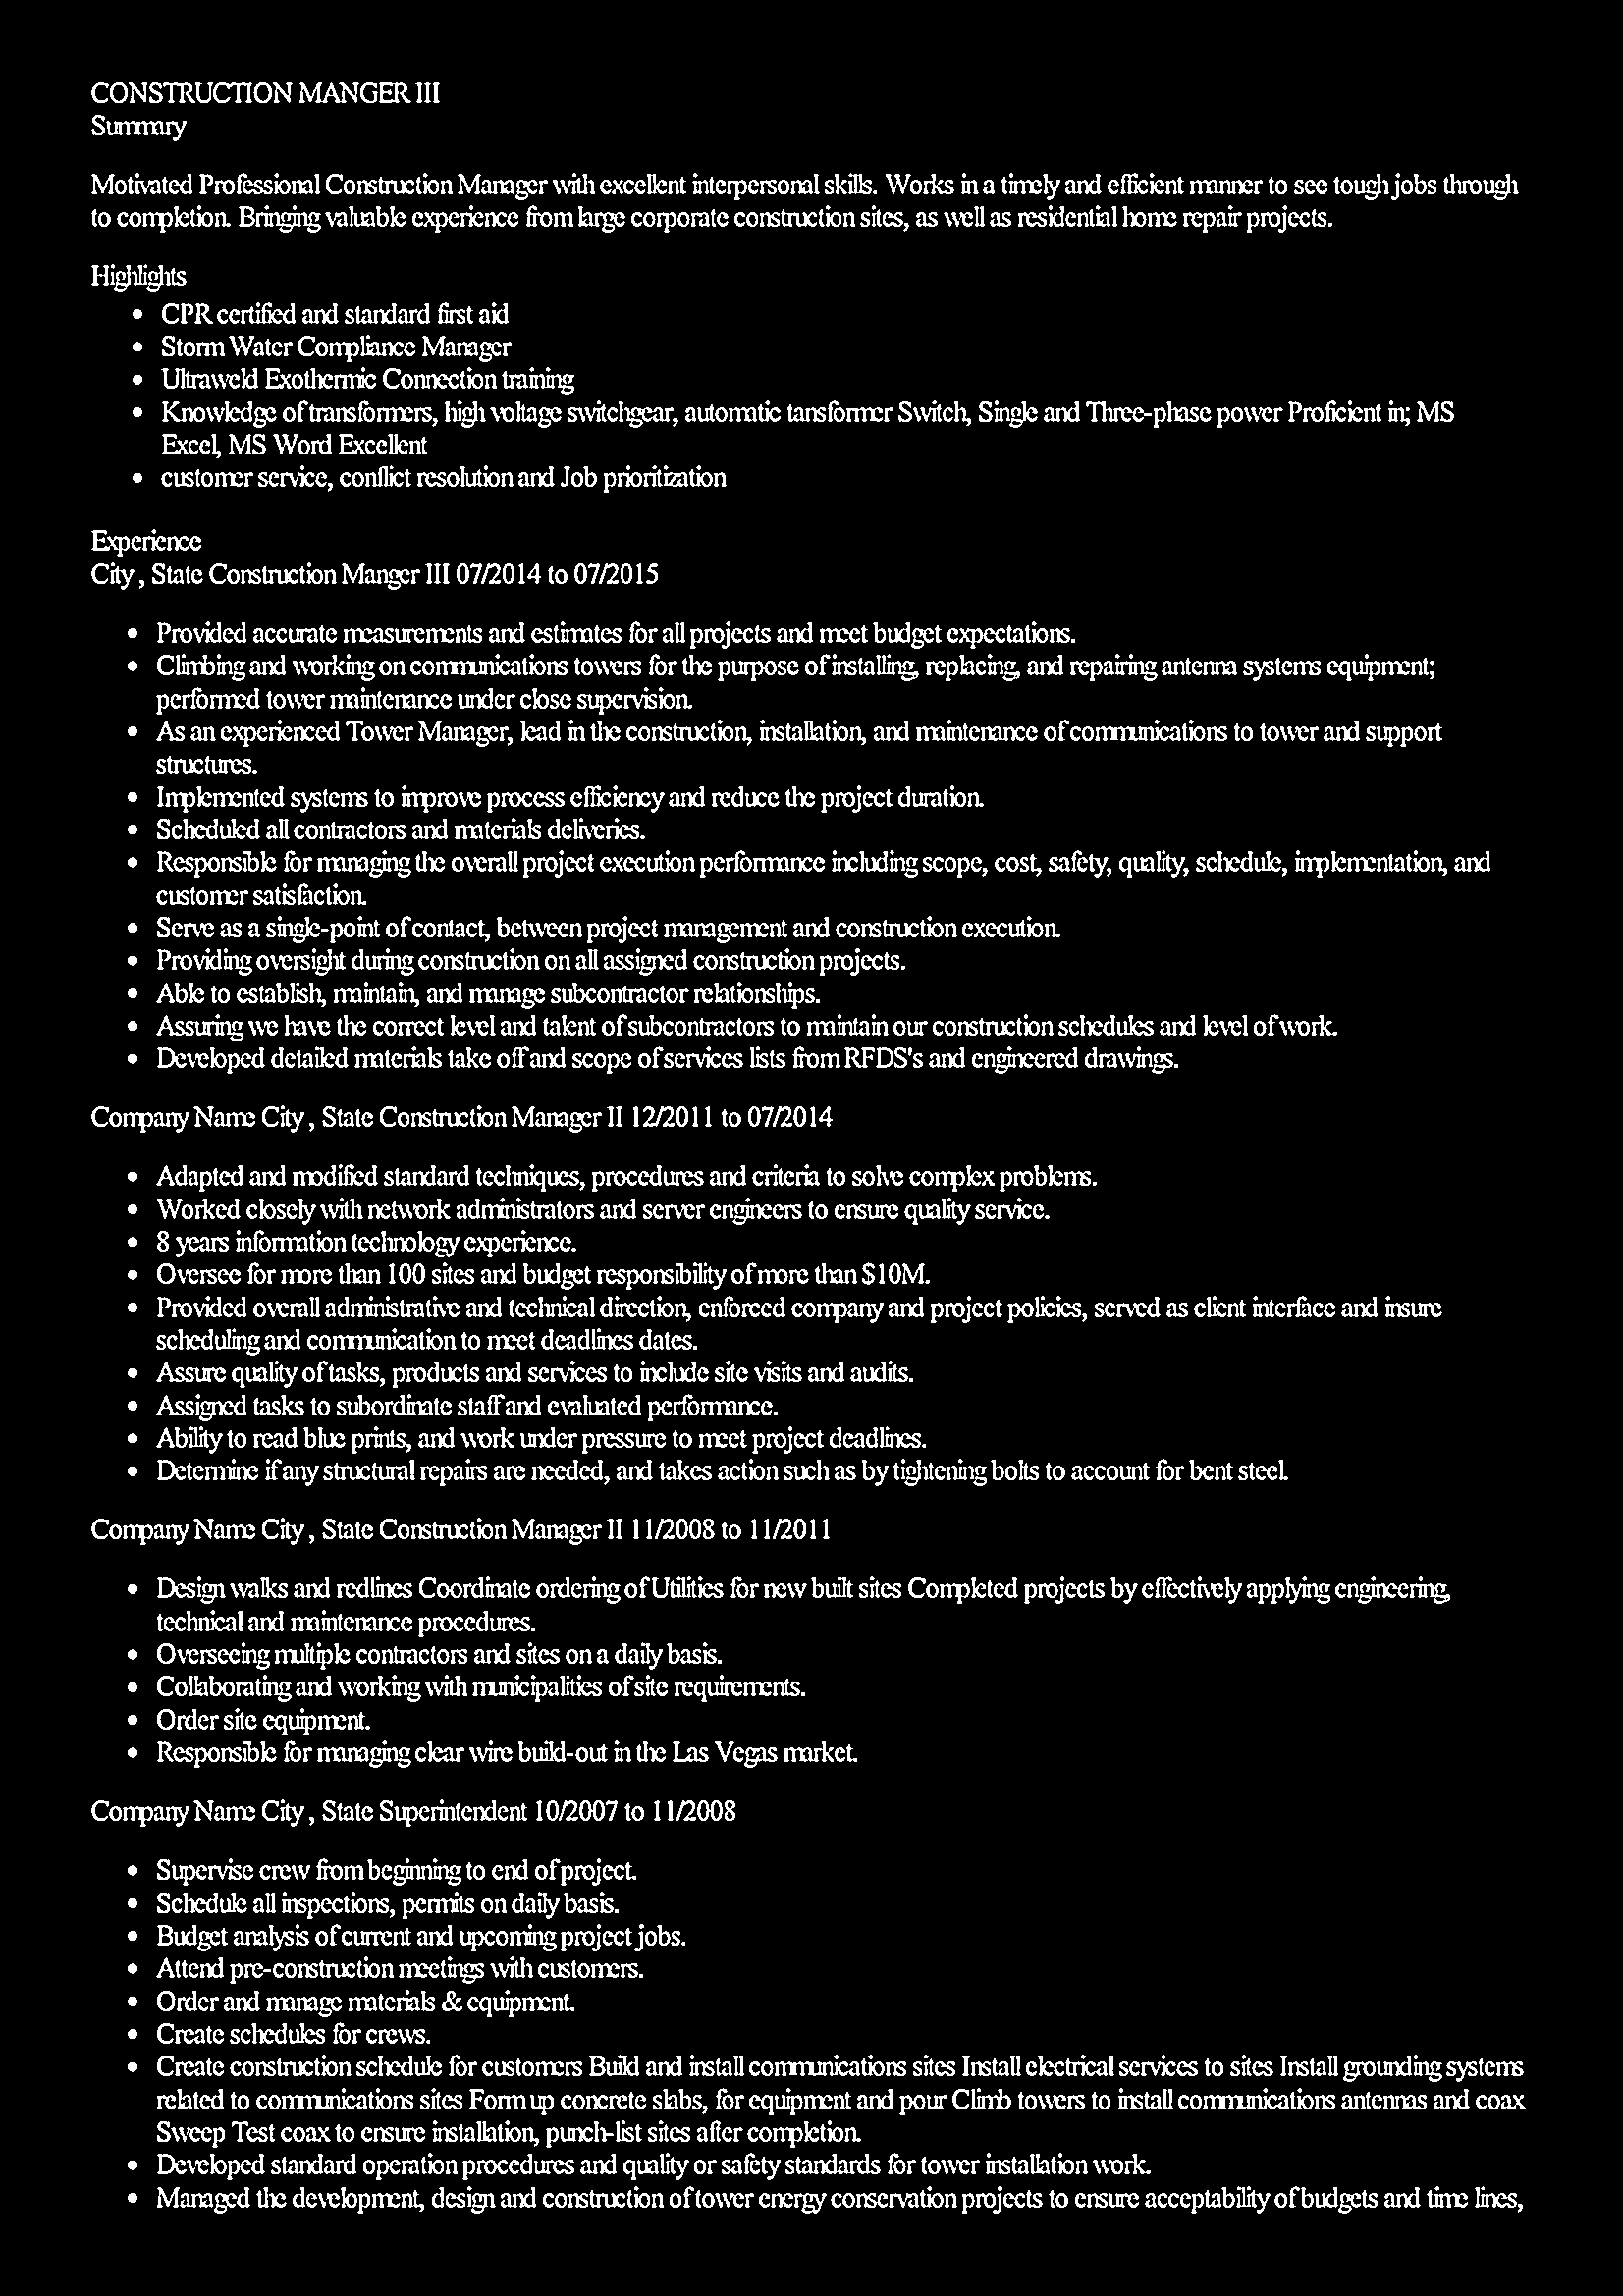 CONSTRUCTION MANGER III
Summary
Motivated Professional Construction Manager with excellent interpersonal skills. Works in a timely and efficient manner to see tough jobs through
to completion. Bringing valuable experience from large corporate construction sites, as well as residential home repair projects.
Highlights
• CPR certified and standard first aid
• Storm Water Compliance Manager
• Ultraweld Exothermic Connection training
• Knowledge of transformers, high voltage switchgear, automatic tansformer Switch, Single and Three-phase power Proficient in; MS
Excel, MS Word Excellent
• customer service, conflict resolution and Job prioritization
Experience
City , State Construction Manger III 07/2014 to 07/2015
• Provided accurate measurements and estimates for all projects and meet budget expectations.
• Climbing and working on communications towers for the purpose of installing, replacing, and repairing antenna systems equipment;
performed tower maintenance under close supervision.
• As an experienced Tower Manager, lead in the construction, installation, and maintenance of communications to tower and support
structures.
• Implemented systems to improve process efficiency and reduce the project duration.
• Scheduled all contractors and materials deliveries.
• Responsible for managing the overall project execution performance including scope, cost, safety, quality, schedule, implementation, and
customer satisfaction.
• Serve as a single-point of contact, between project management and construction execution.
• Providing oversight during construction on all assigned construction projects.
• Able to establish, maintain, and manage subcontractor relationships.
• Assuring we have the correct level and talent of subcontractors to maintain our construction schedules and level of work.
• Developed detailed materials take off and scope of services lists from RFDS's and engineered drawings.
Company Name City , State Construction Manager II 12/2011 to 07/2014
• Adapted and modified standard techniques, procedures and criteria to solve complex problems.
• Worked closely with network administrators and server engineers to ensure quality service.
• 8 years information technology experience.
• Oversee for more than 100 sites and budget responsibility of more than $10M.
• Provided overall administrative and technical direction, enforced company and project policies, served as client interface and insure
scheduling and communication to meet deadlines dates.
• Assure quality of tasks, products and services to include site visits and audits.
• Assigned tasks to subordinate staff and evaluated performance.
• Ability to read blue prints, and work under pressure to meet project deadlines.
• Determine if any structural repairs are needed, and takes action such as by tightening bolts to account for bent steel.
Company Name City , State Construction Manager II 11/2008 to 11/2011
• Design walks and redlines Coordinate ordering of Utilities for new built sites Completed projects by effectively applying engineering,
technical and maintenance procedures.
• Overseeing multiple contractors and sites on a daily basis.
• Collaborating and working with municipalities of site requirements.
• Order site equipment.
• Responsible for managing clear wire build-out in the Las Vegas market.
Company Name City , State Superintendent 10/2007 to 11/2008
• Supervise crew from beginning to end of project.
• Schedule all inspections, permits on daily basis.
• Budget analysis of current and upcoming project jobs.
• Attend pre-construction meetings with customers.
• Order and manage materials & equipment.
• Create schedules for crews.
• Create construction schedule for customers Build and install communications sites Install electrical services to sites Install grounding systems
related to communications sites Form up concrete slabs, for equipment and pour Climb towers to install communications antennas and coax
Sweep Test coax to ensure installation, punch-list sites after completion.
• Developed standard operation procedures and quality or safety standards for tower installation work.
• Managed the development, design and construction of tower energy conservation projects to ensure acceptability of budgets and time lines,